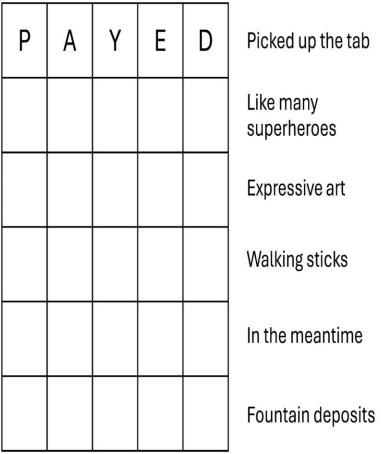 P A Y E D Picked up the tab
Like many
superheroes
Expressive art
Walking sticks
In the meantime
Fountain deposits